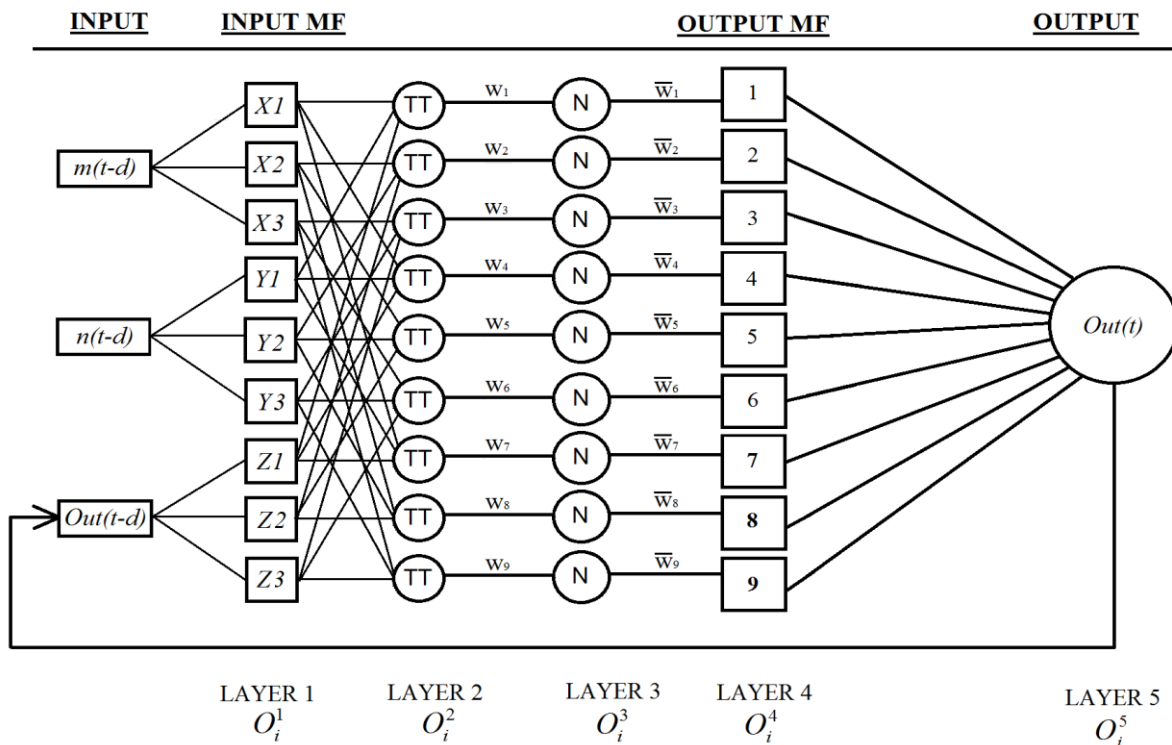 INPUT INPUT MF OUTPUT MF OUTPUT
m(t-d)
n(t-d)
Out(t-d)
X1
X2
X3
Y1
Y2
Y3
Z1
Z2
Z3
TT
TT
TT
TT
TT
TT
TT
TT
TT
w₁
w₂
w₃
w₄
w₅
w₆
w₇
w₈
w₉
N
N
N
N
N
N
N
N
N
w̅₁
w̅₂
w̅₃
w̅₄
w̅₅
w̅₆
w̅₇
w̅₈
w̅₉
1
2
3
4
5
6
7
8
9
Out(t)
LAYER 1 LAYER 2 LAYER 3 LAYER 4 LAYER 5
O_i^1 O_i^2 O_i^3 O_i^4 O_i^5